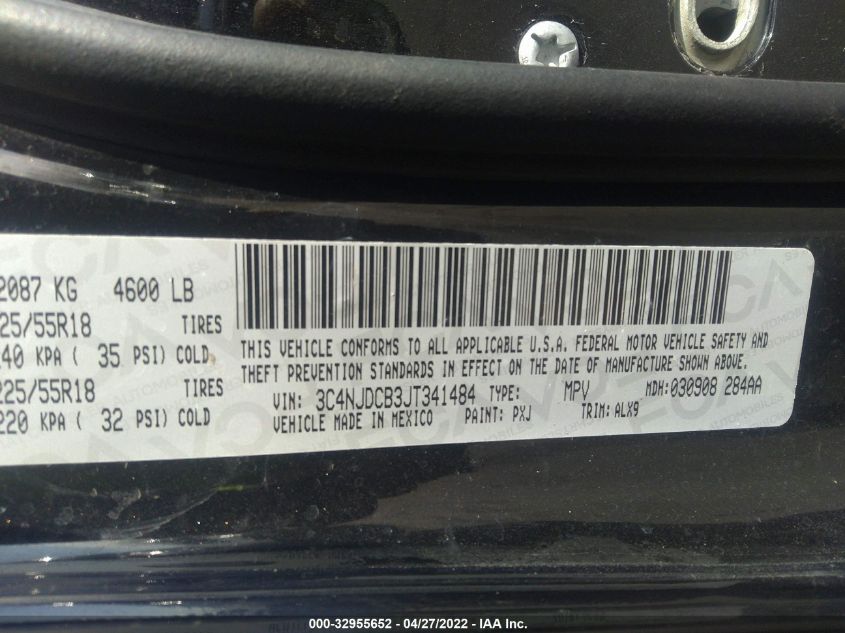 2087 KG 4600 LB
25/55R18 TIRES
40 KPA ( 35 PSI) COLD
225/55R18 TIRES
220 KPA ( 32 PSI) COLD
THIS VEHICLE CONFORMS TO ALL APPLICABLE U.S.A. FEDERAL MOTOR VEHICLE SAFETY AND
THEFT PREVENTION STANDARDS IN EFFECT ON THE DATE OF MANUFACTURE SHOWN ABOVE.
VIN: 3C4NJDCB3JT341484 TYPE: MPV MDH:030908 284AA
VEHICLE MADE IN MEXICO PAINT: PXJ TRIM: ALX9
000-32955652 - 04/27/2022 - IAA Inc.